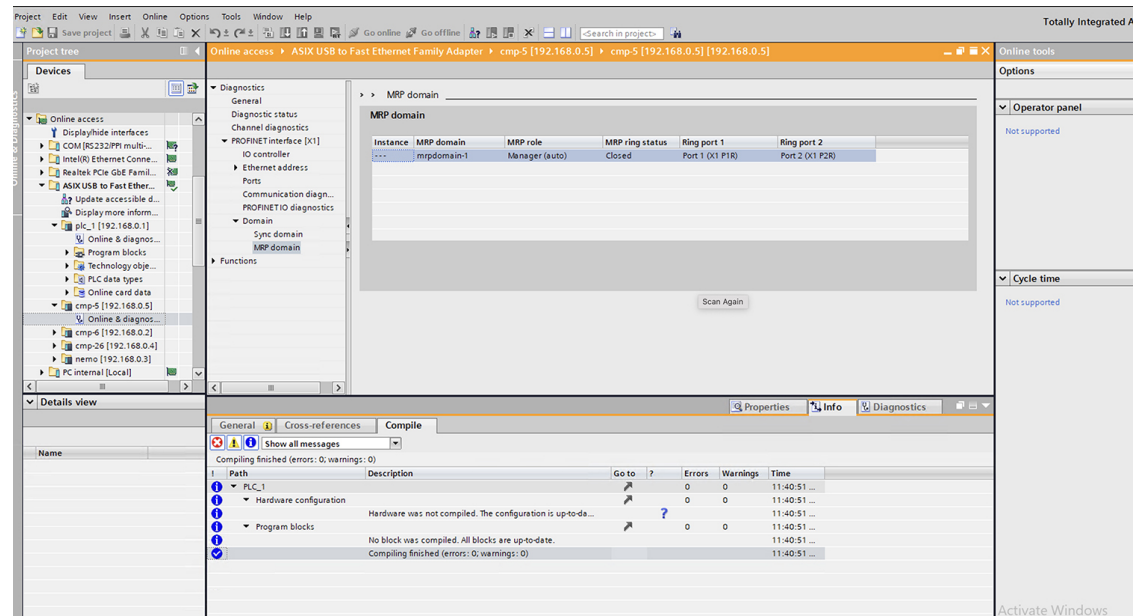 Project Edit View Insert Online Options Tools Window Help
Totally Integrated A
Save project
Go online
Go offline
<Search in project>
Project tree
Online access ▸ ASIX USB to Fast Ethernet Family Adapter ▸ cmp-5 [192.168.0.5] ▸ cmp-5 [192.168.0.5] [192.168.0.5]
Online tools
Devices
Options
Online access
Display/hide interfaces
COM [RS232/PPI multi-...
Intel(R) Ethernet Conne...
Realtek PCIe GbE Famil...
ASIX USB to Fast Ether...
Update accessible d...
Display more inform...
plc_1 [192.168.0.1]
Online & diagnos...
Program blocks
Technology obje...
PLC data types
Online card data
cmp-5 [192.168.0.5]
Online & diagnos...
cmp-6 [192.168.0.2]
cmp-26 [192.168.0.4]
nemo [192.168.0.3]
PC internal [Local]
Details view
Name
Diagnostics
General
Diagnostic status
Channel diagnostics
PROFINET interface [X1]
IO controller
Ethernet address
Ports
Communication diagn...
PROFINET IO diagnostics
Domain
Sync domain
MRP domain
Functions
MRP domain
MRP domain
Instance MRP domain MRP role MRP ring status Ring port 1 Ring port 2
--- mrpdomain-1 Manager (auto) Closed Port 1 (X1 P1R) Port 2 (X1 P2R)
Scan Again
Operator panel
Not supported
Cycle time
Not supported
Properties Info Diagnostics
General Cross-references Compile
Show all messages
Compiling finished (errors: 0; warnings: 0)
! Path Description Go to ? Errors Warnings Time
PLC_1 0 0 11:40:51 ...
Hardware configuration 0 0 11:40:51 ...
Hardware was not compiled. The configuration is up-to-da... ? 11:40:51 ...
Program blocks 0 0 11:40:51 ...
No block was compiled. All blocks are up-to-date. 11:40:51 ...
Compiling finished (errors: 0; warnings: 0) 11:40:51 ...
Activate Windows